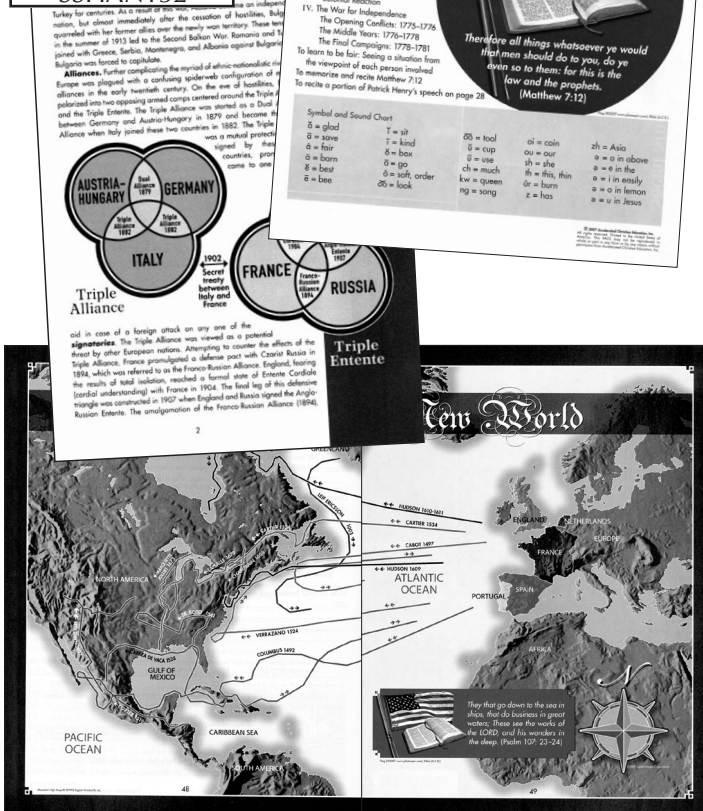 Turkey for centuries. As a result of this war,
me an independ
nation, but almost immediately after the cessation of hostilities, Bulg
quarreled with her former allies over the newly won territory. These ten
in the summer of 1913 led to the Second Balkan War. Romania and T
joined with Greece, Serbia, Montenegro, and Albania against Bulgari
Bulgaria was forced to capitulate.
Alliances. Further complicating the myriad of ethnic-nationalistic riv
Europe was plagued with a confusing spiderweb configuration of
alliances in the early twentieth century. On the eve of hostilities,
polarized into two opposing armed camps centered around the Triple A
and the Triple Entente. The Triple Alliance was started as a Dual
between Germany and Austria-Hungary in 1879 and became th
Alliance when Italy joined these two countries in 1882. The Triple
was a mutual protecti
signed by these
countries, pro
come to one
AUSTRIA-
HUNGARY
Dual
Alliance
1879
GERMANY
Triple
Alliance
1882
Triple
Alliance
1882
ITALY
Triple
Alliance
1902
Secret
treaty
between
Italy and
France
1904
Entente
1907
FRANCE
Franco-
Russian
Alliance
1894
RUSSIA
Triple
Entente
aid in case of a foreign attack on any one of the
signatories. The Triple Alliance was viewed as a potential
threat by other European nations. Attempting to counter the effects of the
Triple Alliance, France promulgated a defense pact with Czarist Russia in
1894, which was referred to as the Franco-Russian Alliance. England, fearing
the results of total isolation, reached a formal state of Entente Cordiale
(cordial understanding) with France in 1904. The final leg of this defensive
triangle was constructed in 1907 when England and Russia signed the Anglo-
Russian Entente. The amalgamation of the Franco-Russian Alliance (1894),
2
Reaction
IV. The War for Independence
The Opening Conflicts: 1775–1776
The Middle Years: 1776–1778
The Final Campaigns: 1778–1781
To learn to be fair: Seeing a situation from
the viewpoint of each person involved
To memorize and recite Matthew 7:12
To recite a portion of Patrick Henry's speech on page 28
Therefore all things whatsoever ye would
that men should do to you, do ye
even so to them: for this is the
law and the prophets.
(Matthew 7:12)
Symbol and Sound Chart
ă = glad
ā = save
â = fair
ä = barn
ĕ = best
ē = bee
ĭ = sit
ī = kind
ŏ = box
ō = go
ô = soft, order
o͝o = look
o͞o = tool
ŭ = cup
ū = use
ch = much
kw = queen
ng = song
oi = coin
ou = our
sh = she
th = this, thin
ûr = burn
z = has
zh = Asia
ə = a in above
ə = e in the
ə = i in easily
ə = o in lemon
ə = u in Jesus
New World
GREENLAND
LEIF ERICSON
HUDSON 1610-1611
CARTIER 1534
CABOT 1497
HUDSON 1609
NORTH AMERICA
ATLANTIC
OCEAN
VERRAZANO 1524
COLUMBUS 1492
GULF OF
MEXICO
PACIFIC
OCEAN
CARIBBEAN SEA
SOUTH AMERICA
48
ENGLAND
NETHERLANDS
FRANCE
EUROPE
PORTUGAL
SPAIN
AFRICA
N
They that go down to the sea in
ships, that do business in great
waters; These see the works of
the LORD, and his wonders in
the deep. (Psalm 107: 23–24)
49